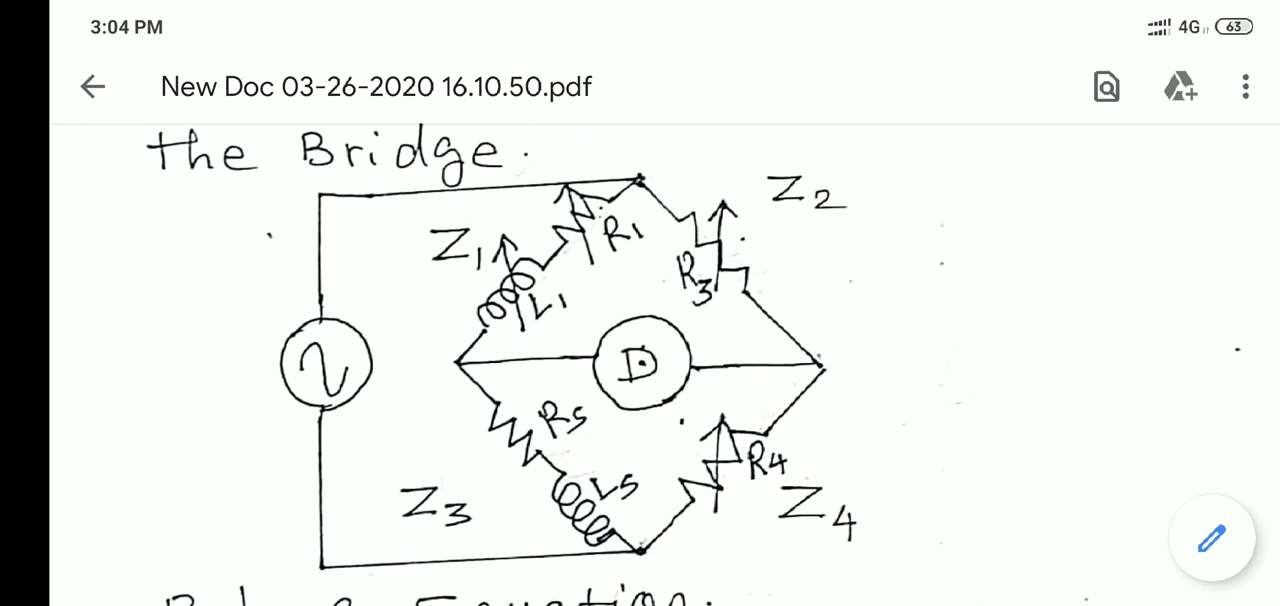 3:04 PM 4G 63
New Doc 03-26-2020 16.10.50.pdf
the Bridge.
Z2
Z1 R1
R3
L1
D
RS
R4
LS
Z3 Z4